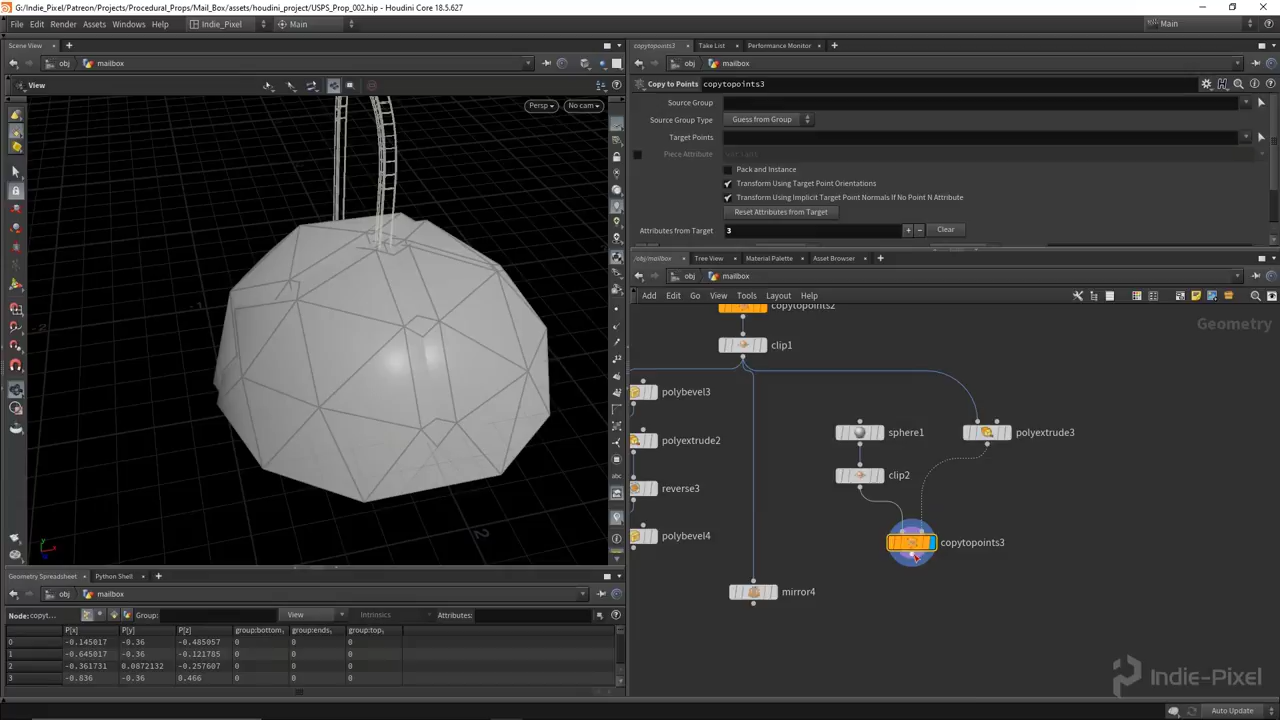 G:/Indie_Pixel/Patreon/Projects/Procedural_Props/Mail_Box/assets/houdini_project/USPS_Prop_002.hip - Houdini Core 18.5.627
File Edit Render Assets Windows Help Indie_Pixel Main
Main
Scene View
obj mailbox
View
Persp No cam
copytopoints3 Take List Performance Monitor
obj mailbox
Copy to Points copytopoints3
Source Group
Source Group Type Guess from Group
Target Points
Piece Attribute
Pack and Instance
Transform Using Target Point Orientations
Transform Using Implicit Target Point Normals If No Point N Attribute
Reset Attributes from Target
Attributes from Target 3 Clear
/obj/mailbox Tree View Material Palette Asset Browser
obj mailbox
Add Edit Go View Tools Layout Help
Geometry
copytopoints2
clip1
polybevel3
sphere1
polyextrude3
polyextrude2
clip2
reverse3
polybevel4
copytopoints3
mirror4
Indie-Pixel
Geometry Spreadsheet Python Shell
obj mailbox
Node: copyt... Group: View Intrinsics Attributes:
P[x] P[y] P[z] group:bottom group:ends group:top
0 -0.145017 -0.36 -0.485057 0 0 0
1 -0.645017 -0.36 -0.121785 0 0 0
2 -0.361731 0.0872132 -0.257607 0 0 0
3 -0.836 -0.36 0.466 0 0 0
Auto Update